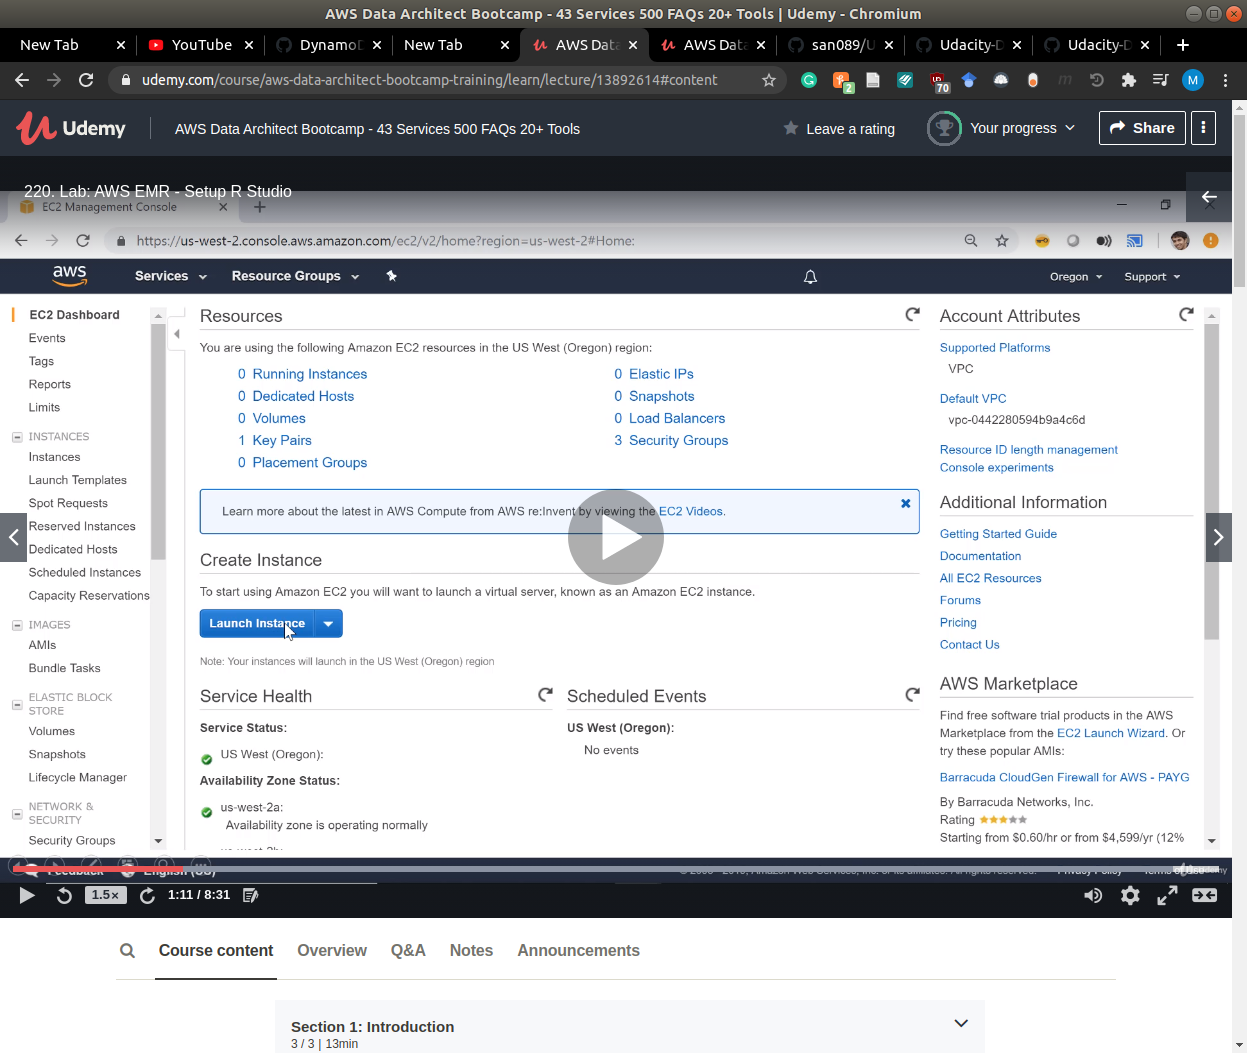 AWS Data Architect Bootcamp - 43 Services 500 FAQs 20+ Tools | Udemy - Chromium
New Tab
YouTube
DynamoD
New Tab
AWS Data
AWS Data
san089/U
Udacity-D
Udacity-D
udemy.com/course/aws-data-architect-bootcamp-training/learn/lecture/13892614#content
2
70
M
Udemy
AWS Data Architect Bootcamp - 43 Services 500 FAQs 20+ Tools
Leave a rating
Your progress
Share
220. Lab: AWS EMR - Setup R Studio
EC2 Management Console
https://us-west-2.console.aws.amazon.com/ec2/v2/home?region=us-west-2#Home:
aws
Services
Resource Groups
Oregon
Support
EC2 Dashboard
Events
Tags
Reports
Limits
INSTANCES
Instances
Launch Templates
Spot Requests
Reserved Instances
Dedicated Hosts
Scheduled Instances
Capacity Reservations
IMAGES
AMIs
Bundle Tasks
ELASTIC BLOCK
STORE
Volumes
Snapshots
Lifecycle Manager
NETWORK &
SECURITY
Security Groups
Resources
You are using the following Amazon EC2 resources in the US West (Oregon) region:
0 Running Instances
0 Dedicated Hosts
0 Volumes
1 Key Pairs
0 Placement Groups
0 Elastic IPs
0 Snapshots
0 Load Balancers
3 Security Groups
Learn more about the latest in AWS Compute from AWS re:Invent by viewing the EC2 Videos.
Create Instance
To start using Amazon EC2 you will want to launch a virtual server, known as an Amazon EC2 instance.
Launch Instance
Note: Your instances will launch in the US West (Oregon) region
Service Health
Service Status:
US West (Oregon):
Availability Zone Status:
us-west-2a:
Availability zone is operating normally
Scheduled Events
US West (Oregon):
No events
Account Attributes
Supported Platforms
VPC
Default VPC
vpc-0442280594b9a4c6d
Resource ID length management
Console experiments
Additional Information
Getting Started Guide
Documentation
All EC2 Resources
Forums
Pricing
Contact Us
AWS Marketplace
Find free software trial products in the AWS
Marketplace from the EC2 Launch Wizard. Or
try these popular AMIs:
Barracuda CloudGen Firewall for AWS - PAYG
By Barracuda Networks, Inc.
Rating
Starting from $0.60/hr or from $4,599/yr (12%
Feedback
English (US)
1.5×
1:11 / 8:31
Course content
Overview
Q&A
Notes
Announcements
Section 1: Introduction
3 / 3 | 13min